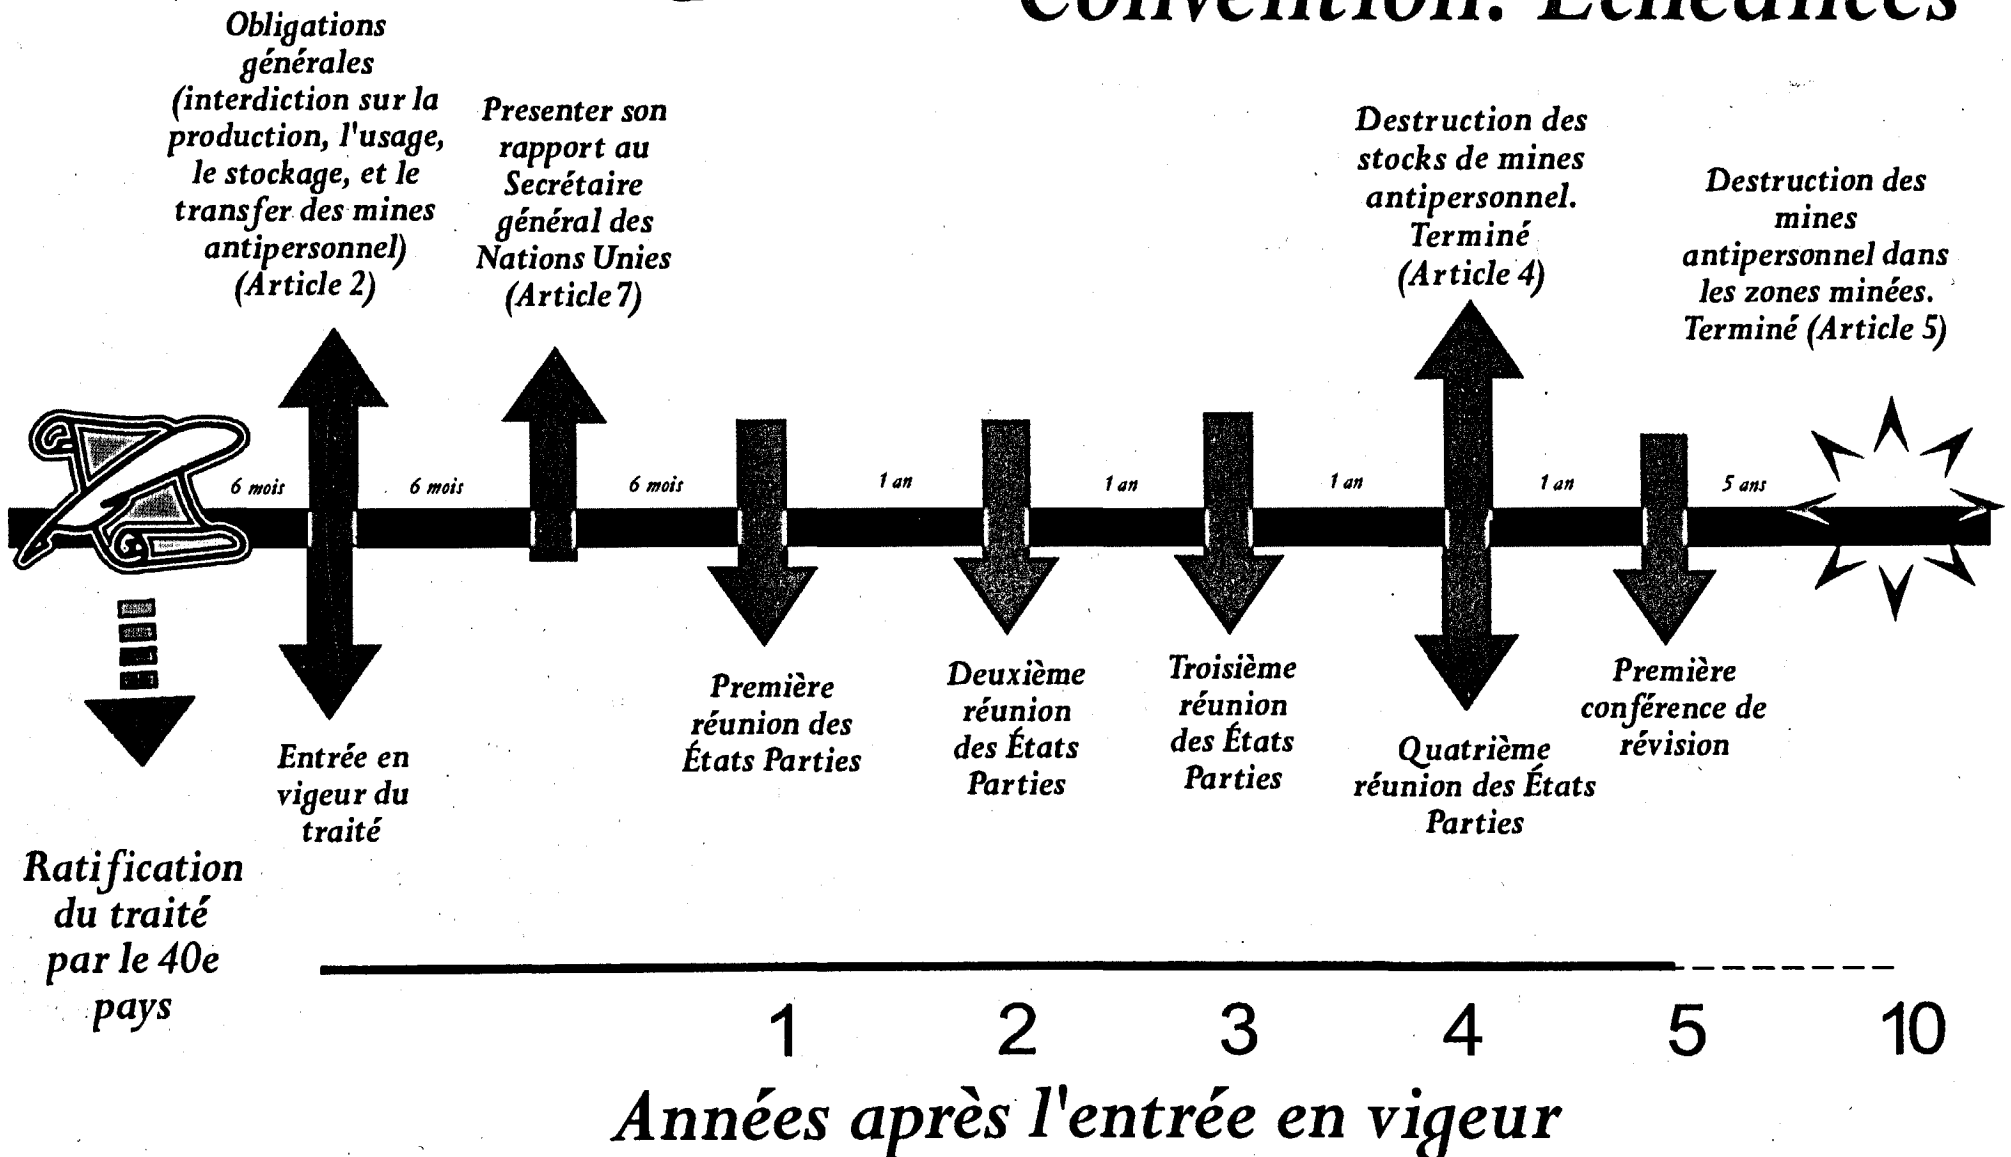 Convention: Échéances
Obligations
générales
(interdiction sur la
production, l'usage,
le stockage, et le
transfer des mines
antipersonnel)
(Article 2)
Presenter son
rapport au
Secrétaire
général des
Nations Unies
(Article 7)
Destruction des
stocks de mines
antipersonnel.
Terminé
(Article 4)
Destruction des
mines
antipersonnel dans
les zones minées.
Terminé (Article 5)
6 mois
6 mois
6 mois
1 an
1 an
1 an
1 an
5 ans
Ratification
du traité
par le 40e
pays
Entrée en
vigeur du
traité
Première
réunion des
États Parties
Deuxième
réunion
des États
Parties
Troisième
réunion
des États
Parties
Quatrième
réunion des États
Parties
Première
conférence de
révision
1
2
3
4
5
10
Années après l'entrée en vigeur